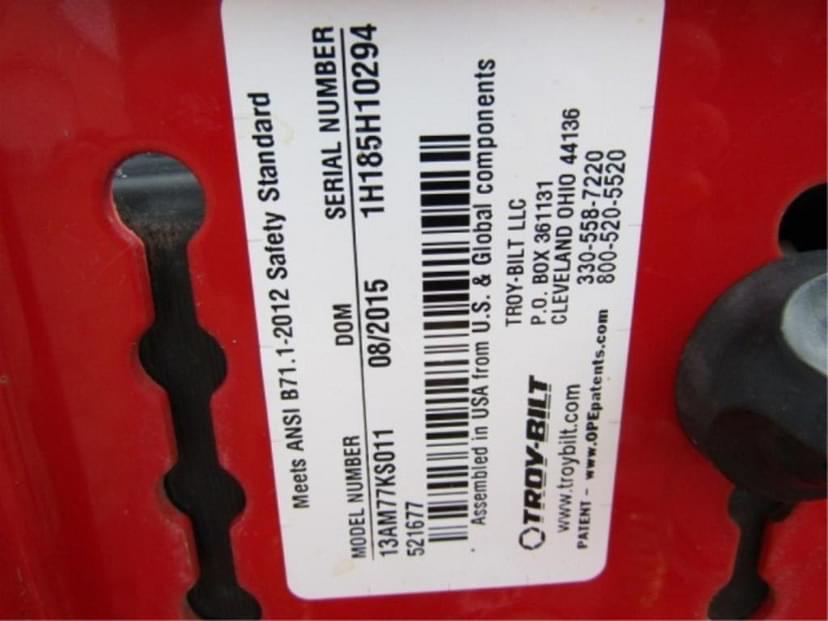 Meets ANSI B71.1-2012 Safety Standard
MODEL NUMBER DOM SERIAL NUMBER
13AM77KS011 08/2015 1H185H10294
521677
Assembled in USA from U.S. & Global components
TROY-BILT
www.troybilt.com
PATENT – www.OPEpatents.com
TROY-BILT LLC
P.O. BOX 361131
CLEVELAND OHIO 44136
330-558-7220
800-520-5520